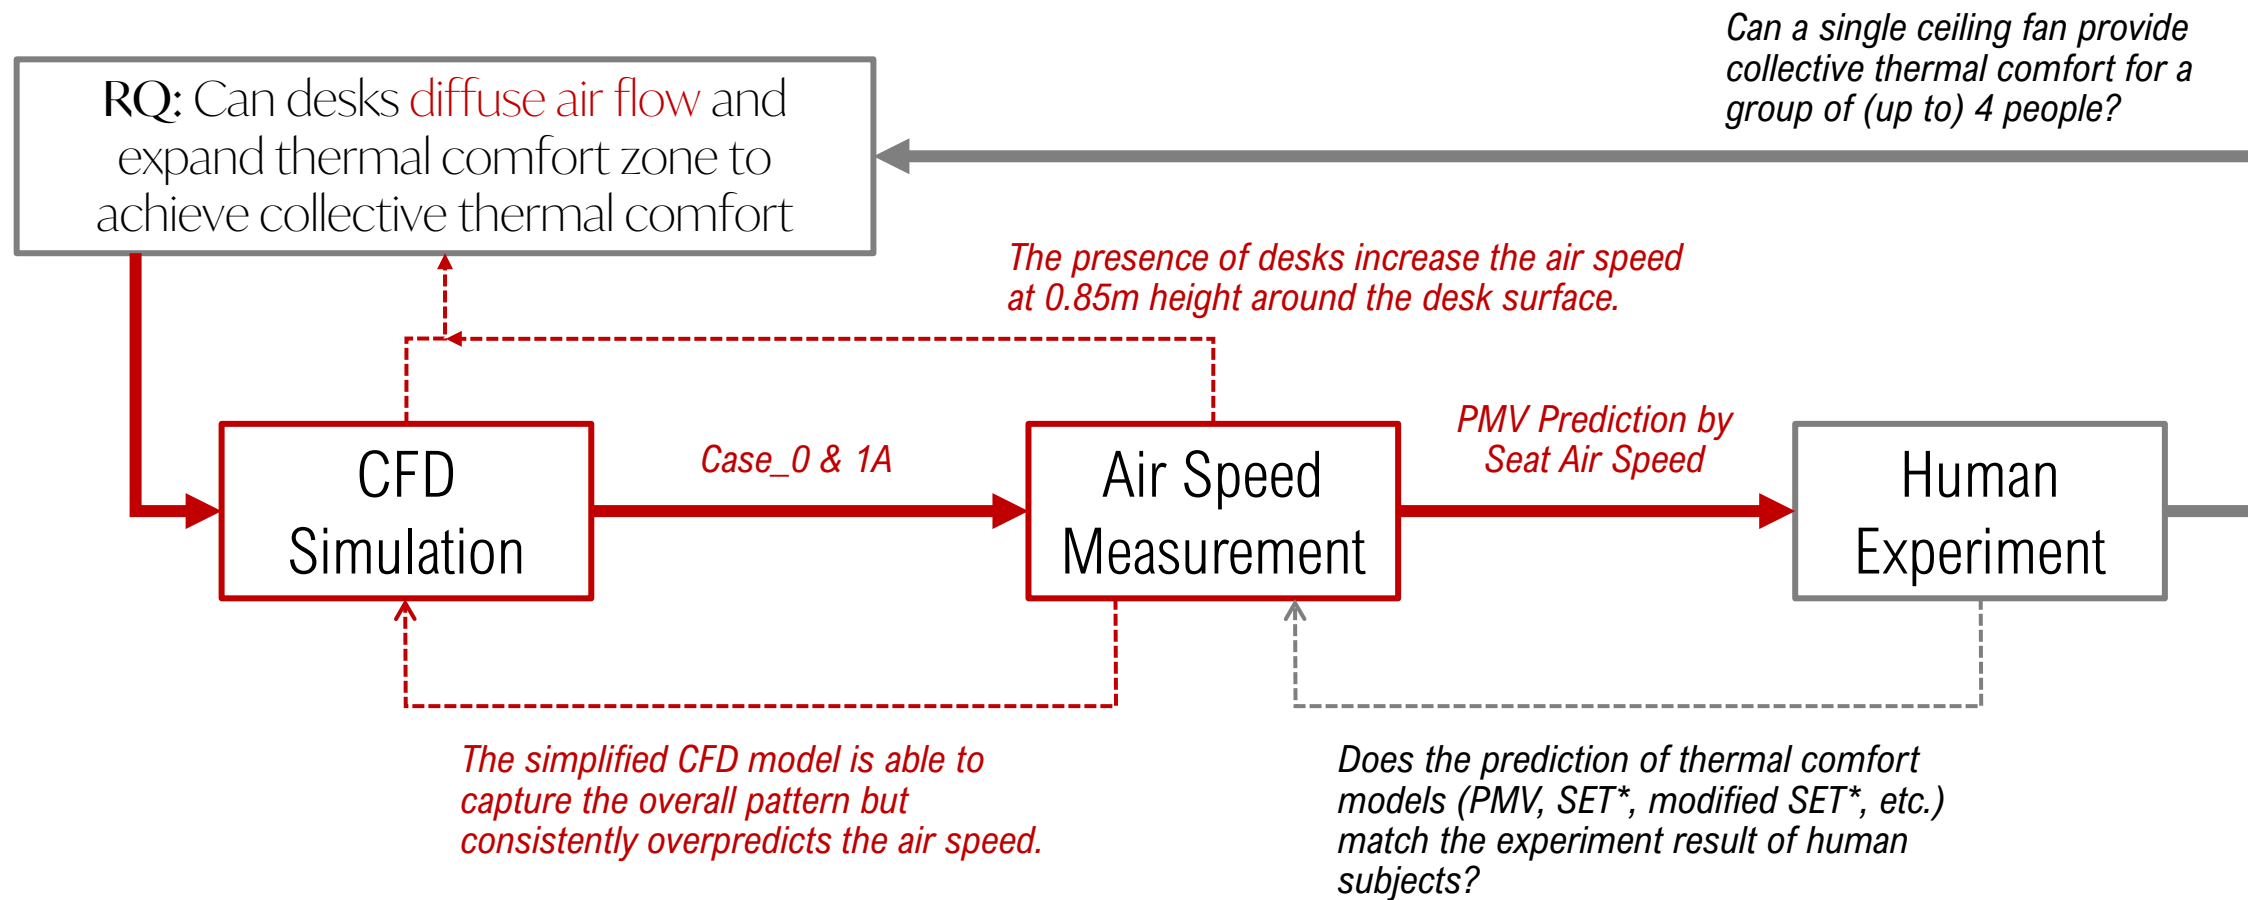 Can a single ceiling fan provide
collective thermal comfort for a
group of (up to) 4 people?
RQ: Can desks diffuse air flow and
expand thermal comfort zone to
achieve collective thermal comfort
The presence of desks increase the air speed
at 0.85m height around the desk surface.
CFD
Simulation
Case_0 & 1A
Air Speed
Measurement
PMV Prediction by
Seat Air Speed
Human
Experiment
The simplified CFD model is able to
capture the overall pattern but
consistently overpredicts the air speed.
Does the prediction of thermal comfort
models (PMV, SET*, modified SET*, etc.)
match the experiment result of human
subjects?